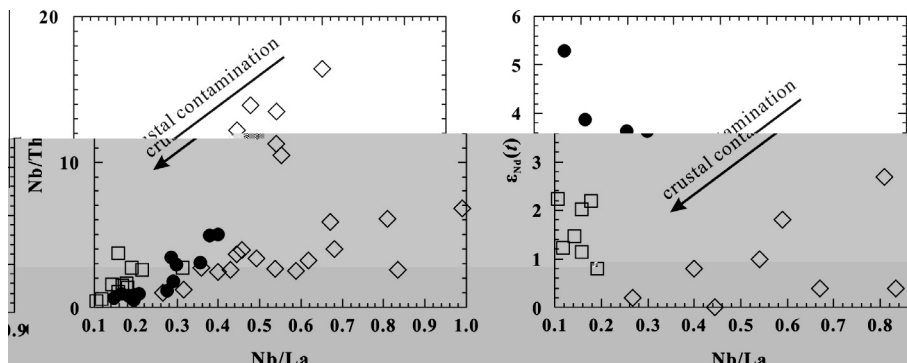 20
10
0
Nb/Th
crustal contamination
0.1 0.2 0.3 0.4 0.5 0.6 0.7 0.8 0.9 1.0
Nb/La
6
5
4
3
2
1
0
εNd(t)
crustal contamination
0.1 0.2 0.3 0.4 0.5 0.6 0.7 0.8
Nb/La